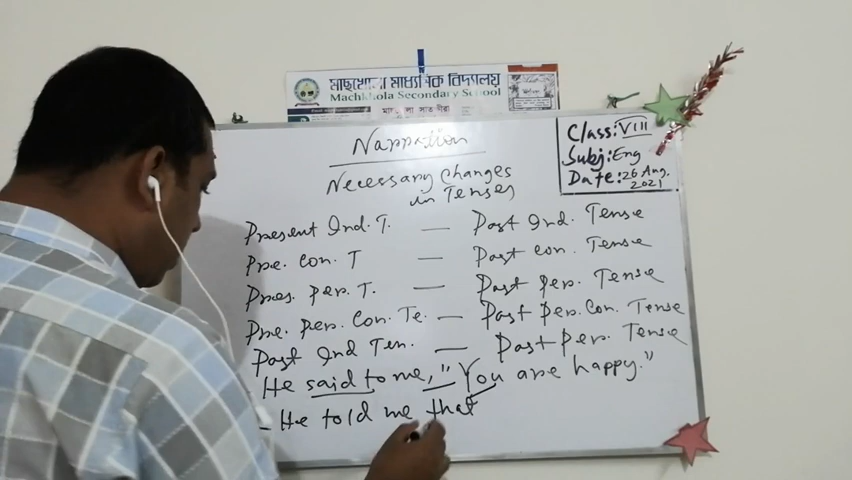 মাছখোলা মাধ্যমিক বিদ্যালয়
Machkhola Secondary School
Narration
Necessary Changes
in Tenses
Class: VIII
Subj: Eng
Date: 26 Aug.
2021
Present Ind. T. — Past Ind. Tense
Pre. Con. T — Past Con. Tense
Pres. Per. T. — Past Per. Tense
Pre. Per. Con. Te. — Past Per. Con. Tense
Past Ind Ten. — Past Per. Tense
He said to me, "You are happy."
- He told me that